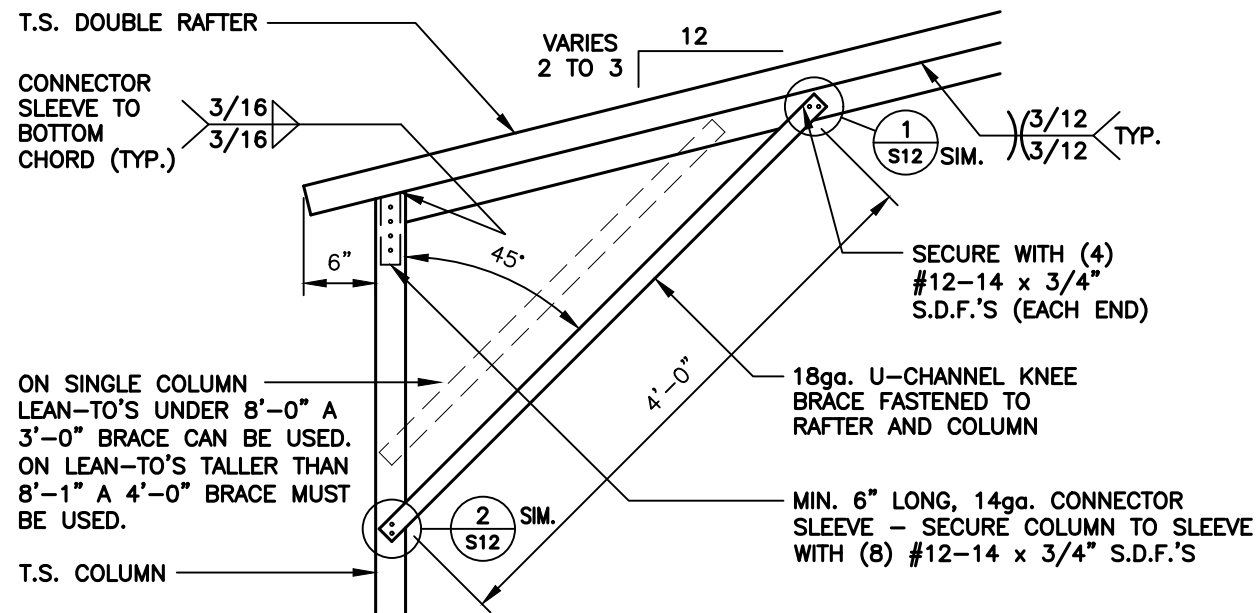 T.S. DOUBLE RAFTER
VARIES
2 TO 3
12
CONNECTOR
SLEEVE TO
BOTTOM
CHORD (TYP.)
3/16
3/16
1
S12
SIM.
3/12
3/12
TYP.
6"
45°
SECURE WITH (4)
#12-14 x 3/4"
S.D.F.'S (EACH END)
4'-0"
ON SINGLE COLUMN
LEAN-TO'S UNDER 8'-0" A
3'-0" BRACE CAN BE USED.
ON LEAN-TO'S TALLER THAN
8'-1" A 4'-0" BRACE MUST
BE USED.
18ga. U-CHANNEL KNEE
BRACE FASTENED TO
RAFTER AND COLUMN
2
S12
SIM.
MIN. 6" LONG, 14ga. CONNECTOR
SLEEVE - SECURE COLUMN TO SLEEVE
WITH (8) #12-14 x 3/4" S.D.F.'S
T.S. COLUMN